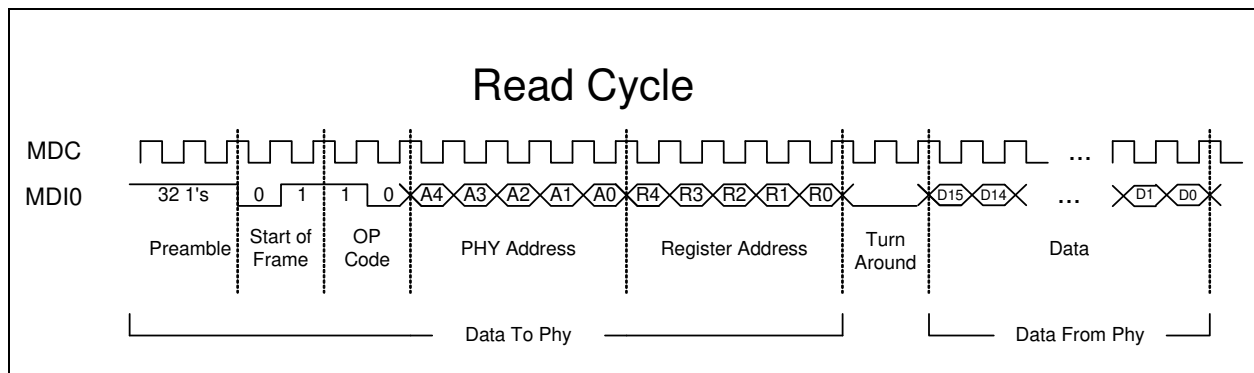 Read Cycle
MDC
...
MDI0 32 1's 0 1 1 0 A4 A3 A2 A1 A0 R4 R3 R2 R1 R0 D15 D14 ... D1 D0
Preamble Start of Frame OP Code PHY Address Register Address Turn Around Data
Data To Phy Data From Phy